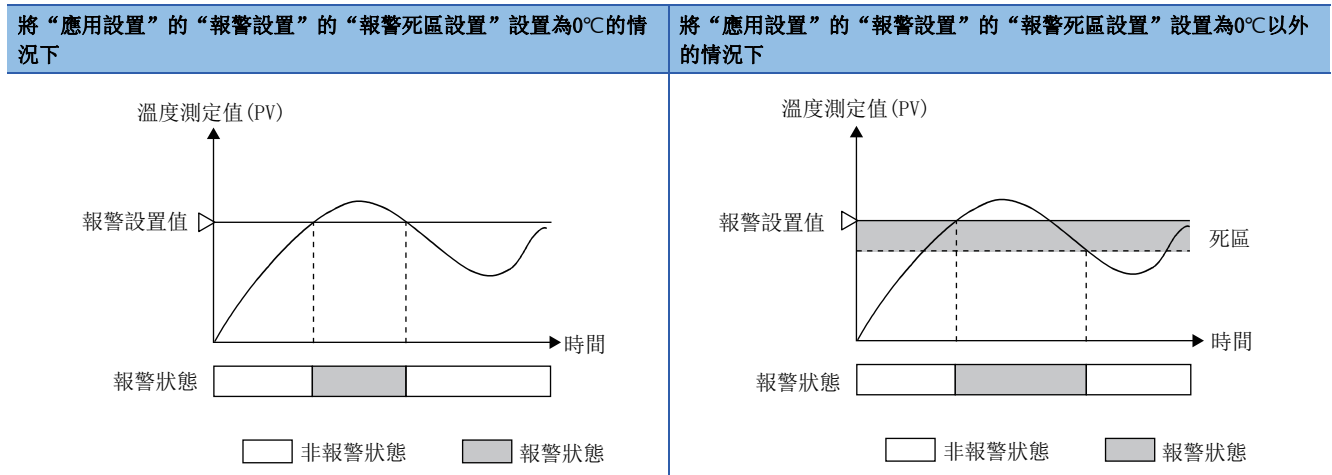 將“應用設置”的“報警設置”的“報警死區設置”設置為0℃的情
況下
將“應用設置”的“報警設置”的“報警死區設置”設置為0℃以外
的情況下
溫度測定值(PV)
報警設置值
時間
報警狀態
非報警狀態
報警狀態
溫度測定值(PV)
報警設置值
死區
時間
報警狀態
非報警狀態
報警狀態